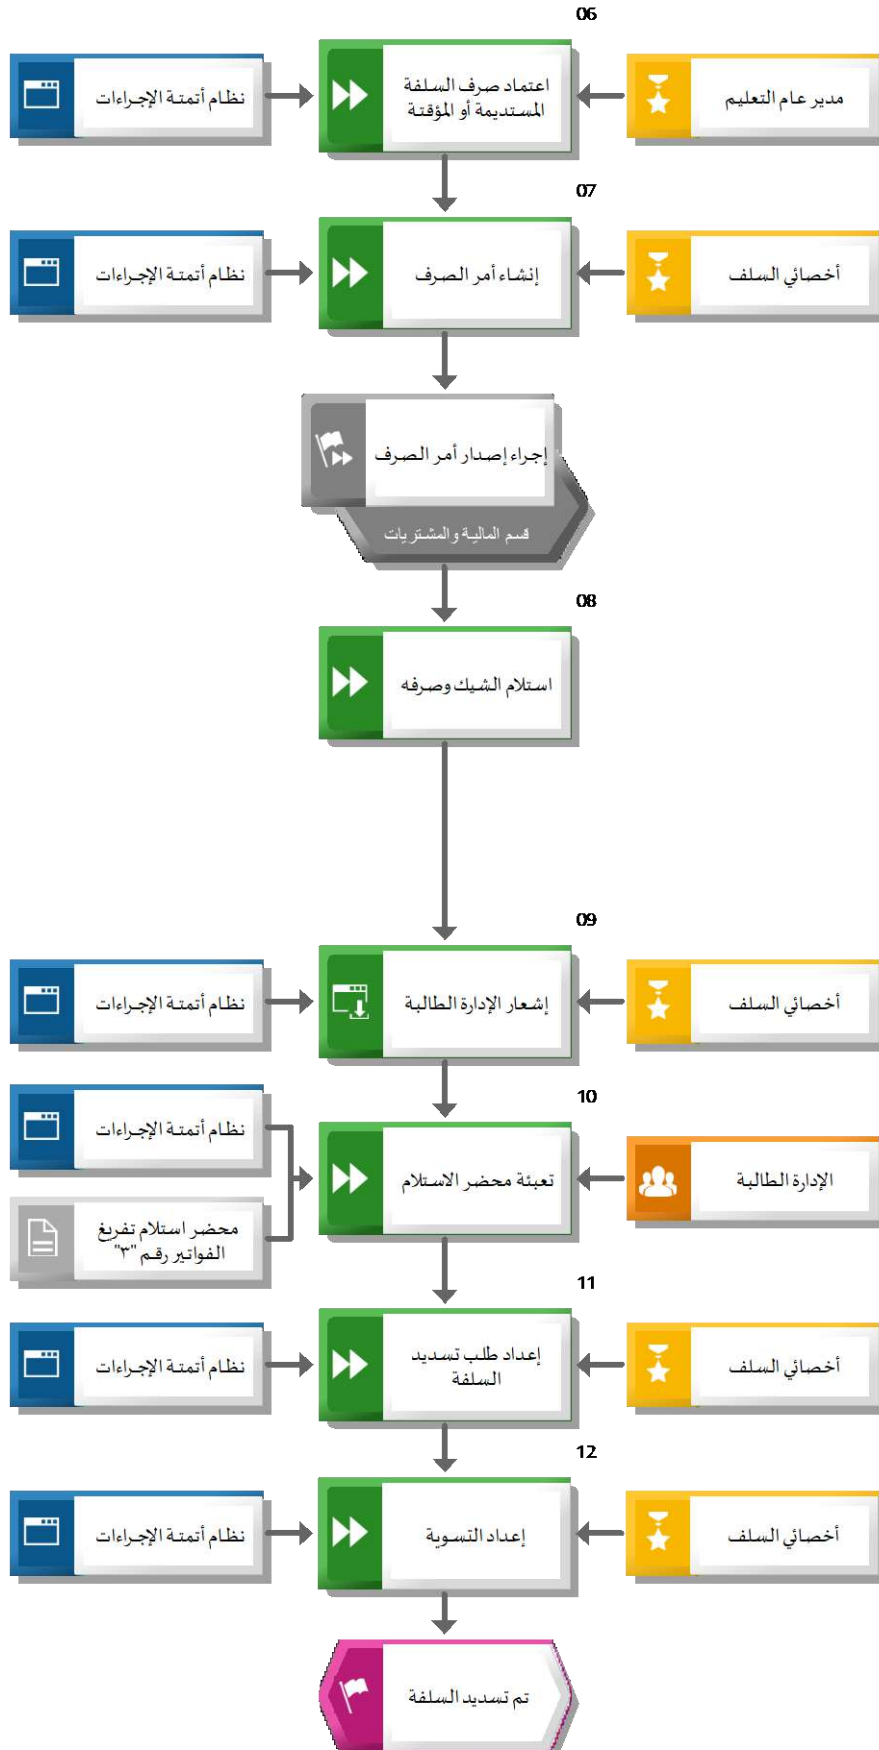 06
مدير عام التعليم
اعتماد صرف السلفة
المستديمة أو المؤقتة
نظام أتمتة الإجراءات
07
أخصائي السلف
إنشاء أمر الصرف
نظام أتمتة الإجراءات
إجراء إصدار أمر الصرف
قسم المالية والمشتريات
08
استلام الشيك وصرفه
09
أخصائي السلف
إشعار الإدارة الطالبة
نظام أتمتة الإجراءات
10
الإدارة الطالبة
تعبئة محضر الاستلام
نظام أتمتة الإجراءات
محضر استلام تفريغ
الفواتير رقم "٣"
11
أخصائي السلف
إعداد طلب تسديد
السلفة
نظام أتمتة الإجراءات
12
أخصائي السلف
إعداد التسوية
نظام أتمتة الإجراءات
تم تسديد السلفة